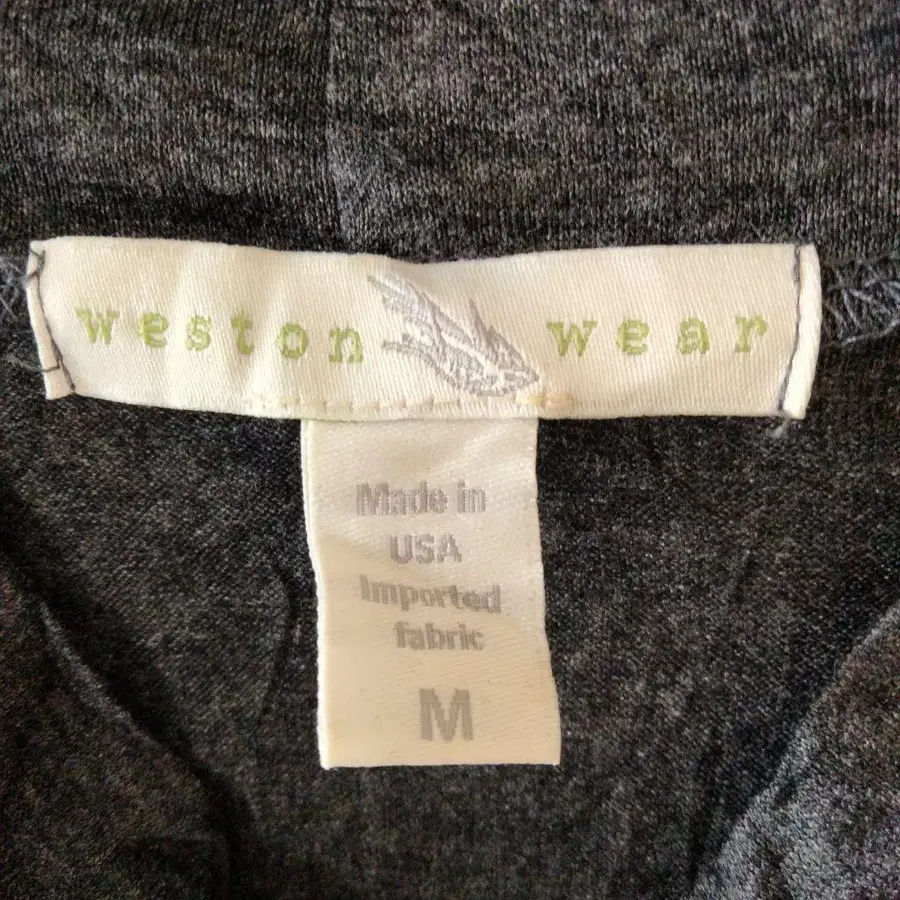 weston wear
Made in
USA
Imported
fabric
M